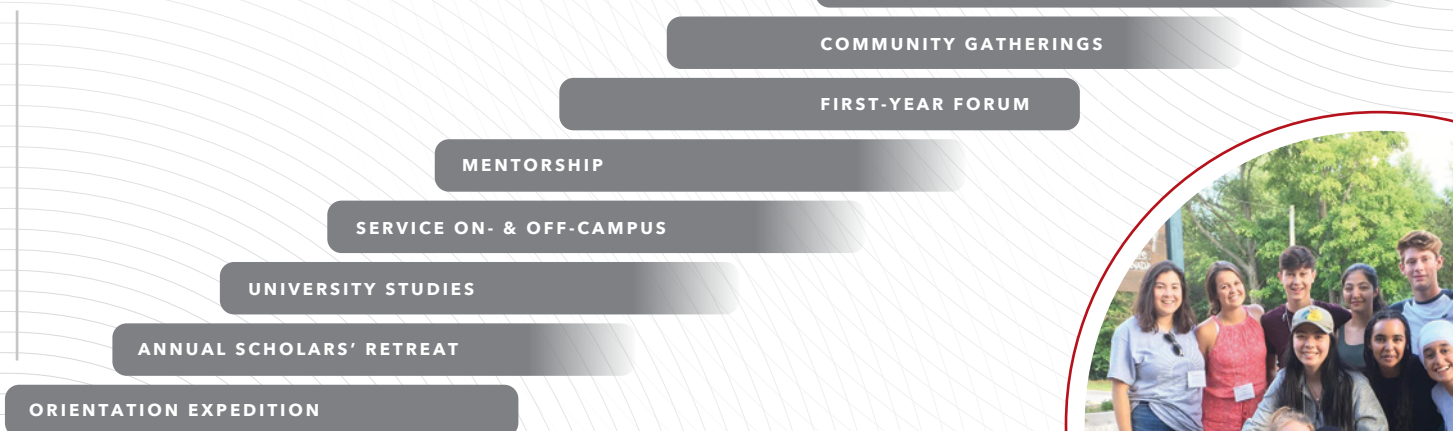 COMMUNITY GATHERINGS
FIRST-YEAR FORUM
MENTORSHIP
SERVICE ON- & OFF-CAMPUS
UNIVERSITY STUDIES
ANNUAL SCHOLARS’ RETREAT
ORIENTATION EXPEDITION